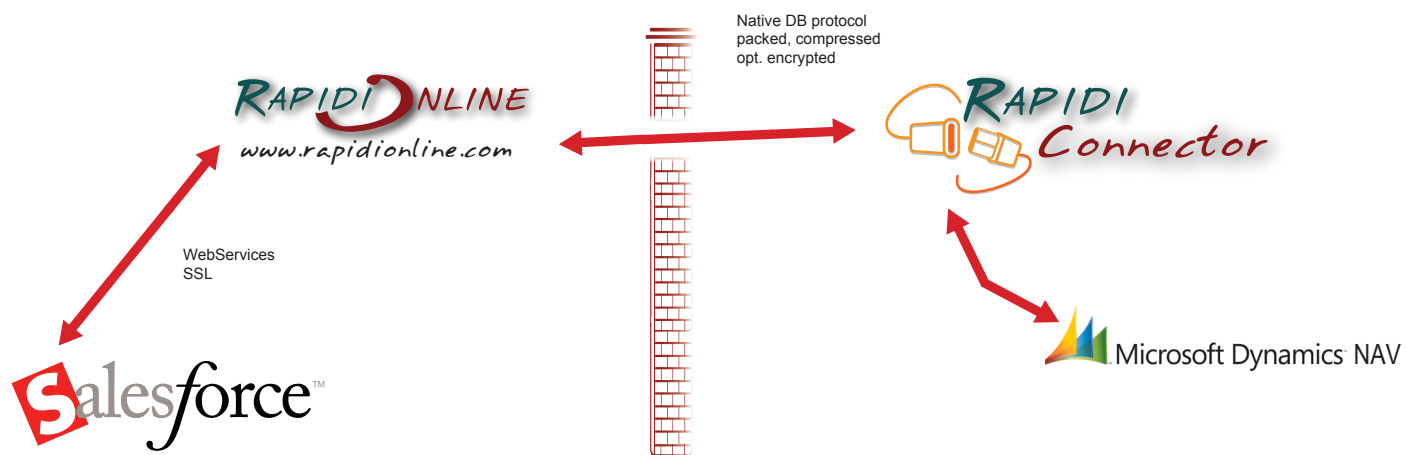 Native DB protocol
packed, compressed
opt. encrypted
RAPIDI ONLINE
www.rapidionline.com
RAPIDI
Connector
WebServices
SSL
Salesforce™
Microsoft Dynamics NAV